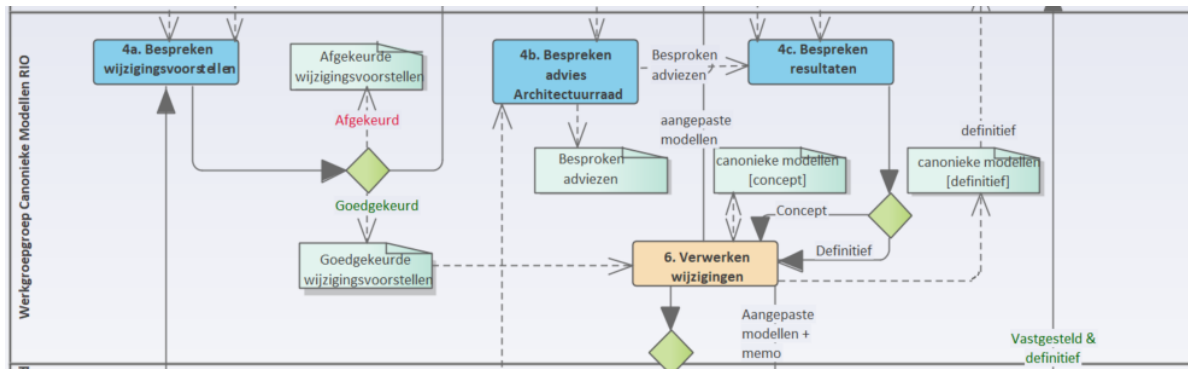 Werkgroepgroep Canonieke Modellen RIO
4a. Bespreken
wijzigingsvoorstellen
Afgekeurde
wijzigingsvoorstellen
Afgekeurd
Goedgekeurd
Goedgekeurde
wijzigingsvoorstellen
4b. Bespreken
advies
Architectuurraad
Besproken
adviezen
Besproken
adviezen
4c. Bespreken
resultaten
aangepaste
modellen
canonieke modellen
[concept]
definitief
canonieke modellen
[definitief]
Concept
Definitief
6. Verwerken
wijzigingen
Aangepaste
modellen +
memo
Vastgesteld &
definitief